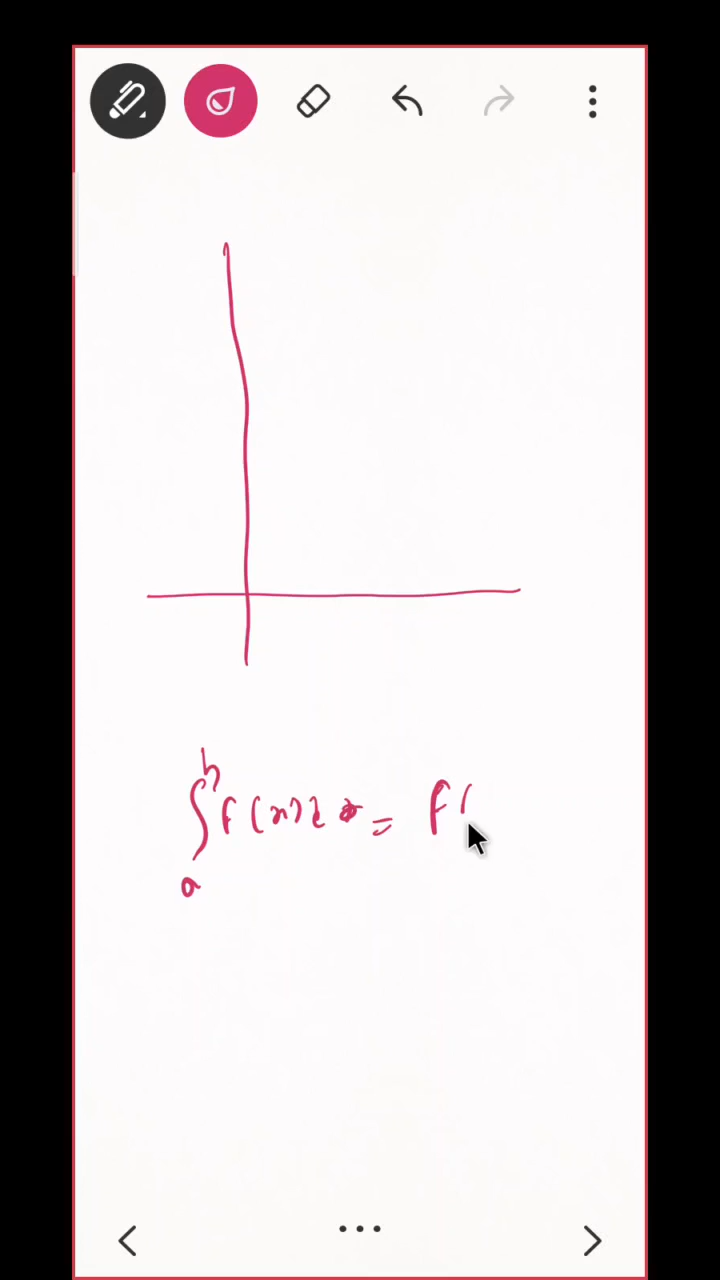 ∫ₐᵇ f(x)dx = F(